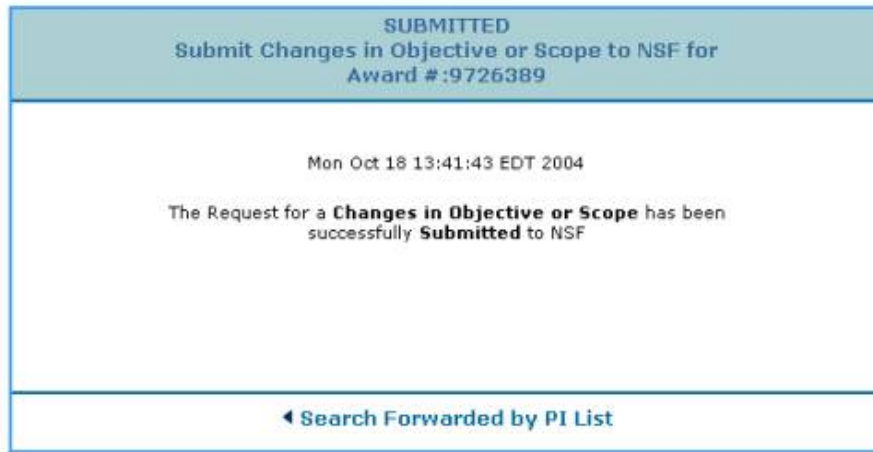 SUBMITTED
Submit Changes in Objective or Scope to NSF for
Award #:9726389
Mon Oct 18 13:41:43 EDT 2004
The Request for a Changes in Objective or Scope has been
successfully Submitted to NSF
Search Forwarded by PI List